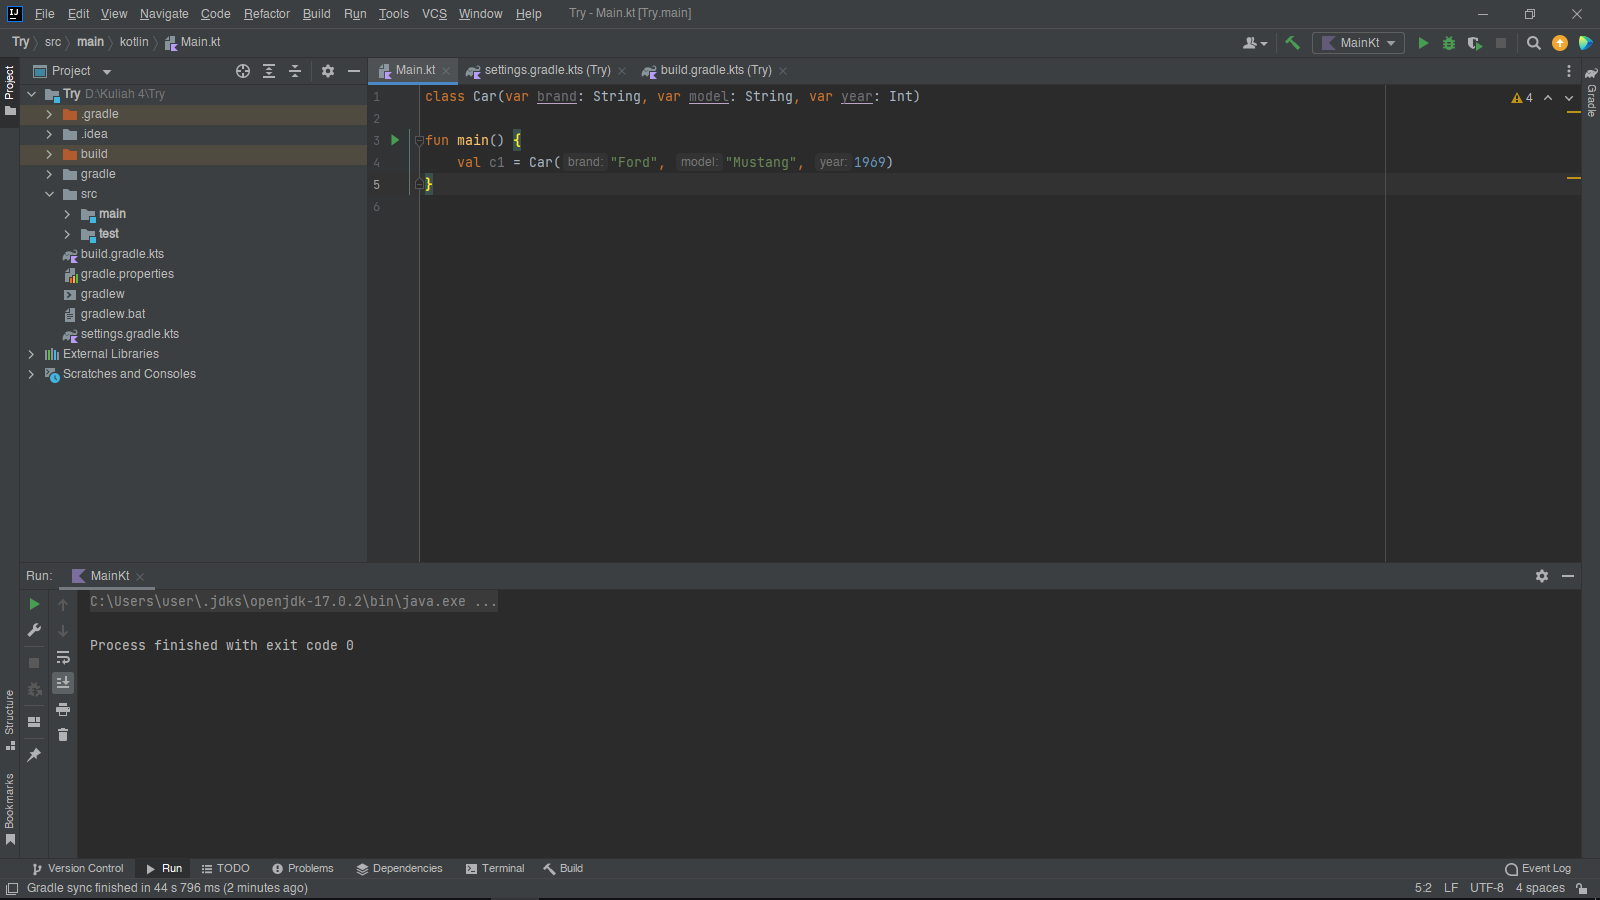 File Edit View Navigate Code Refactor Build Run Tools VCS Window Help Try - Main.kt [Try.main]
Try src main kotlin Main.kt MainKt
Project Main.kt settings.gradle.kts (Try) build.gradle.kts (Try)
Project
Gradle
Try D:\Kuliah 4\Try
.gradle
.idea
build
gradle
src
main
test
build.gradle.kts
gradle.properties
gradlew
gradlew.bat
settings.gradle.kts
External Libraries
Scratches and Consoles
1 class Car(var brand: String, var model: String, var year: Int)
4
2
3 fun main() {
4 val c1 = Car( brand: "Ford", model: "Mustang", year: 1969)
5 }
6
Run: MainKt
C:\Users\user\.jdks\openjdk-17.0.2\bin\java.exe ...
Process finished with exit code 0
Structure
Bookmarks
Version Control Run TODO Problems Dependencies Terminal Build Event Log
Gradle sync finished in 44 s 796 ms (2 minutes ago) 5:2 LF UTF-8 4 spaces